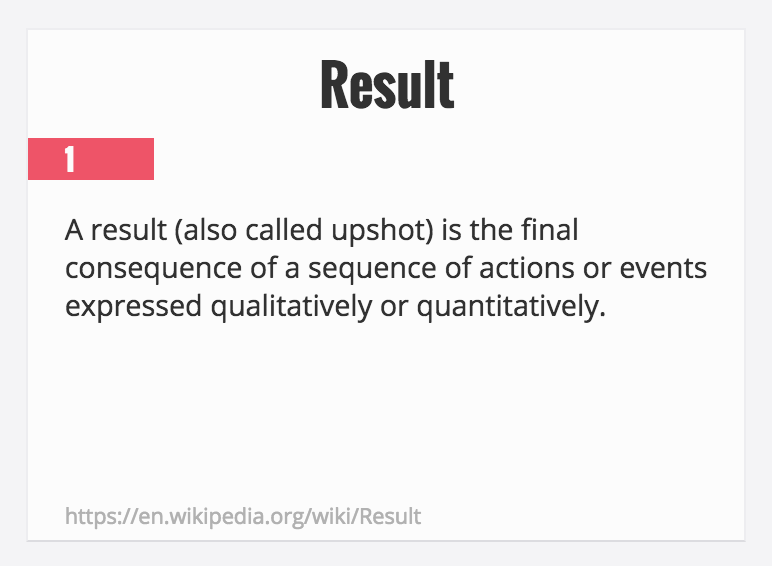 Result
1
A result (also called upshot) is the final
consequence of a sequence of actions or events
expressed qualitatively or quantitatively.
https://en.wikipedia.org/wiki/Result